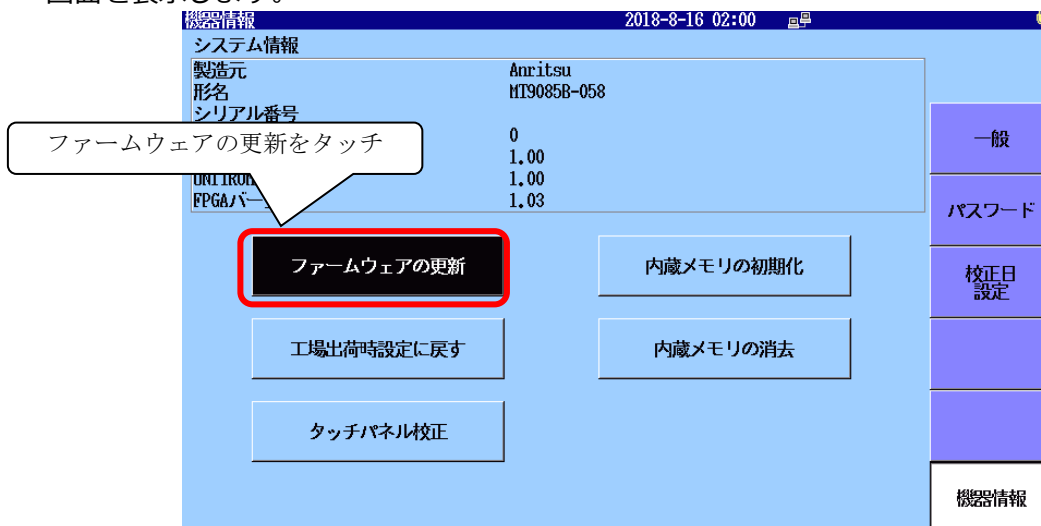 画面を表示します。
機器情報 2018-8-16 02:00
システム情報
製造元 Anritsu
形名 MT9085B-058
シリアル番号
ファームウェアの更新をタッチ
0
1.00
1.00
FPGAバー 1.03
ファームウェアの更新
内蔵メモリの初期化
工場出荷時設定に戻す
内蔵メモリの消去
タッチパネル校正
一般
パスワード
校正日
設定
機器情報